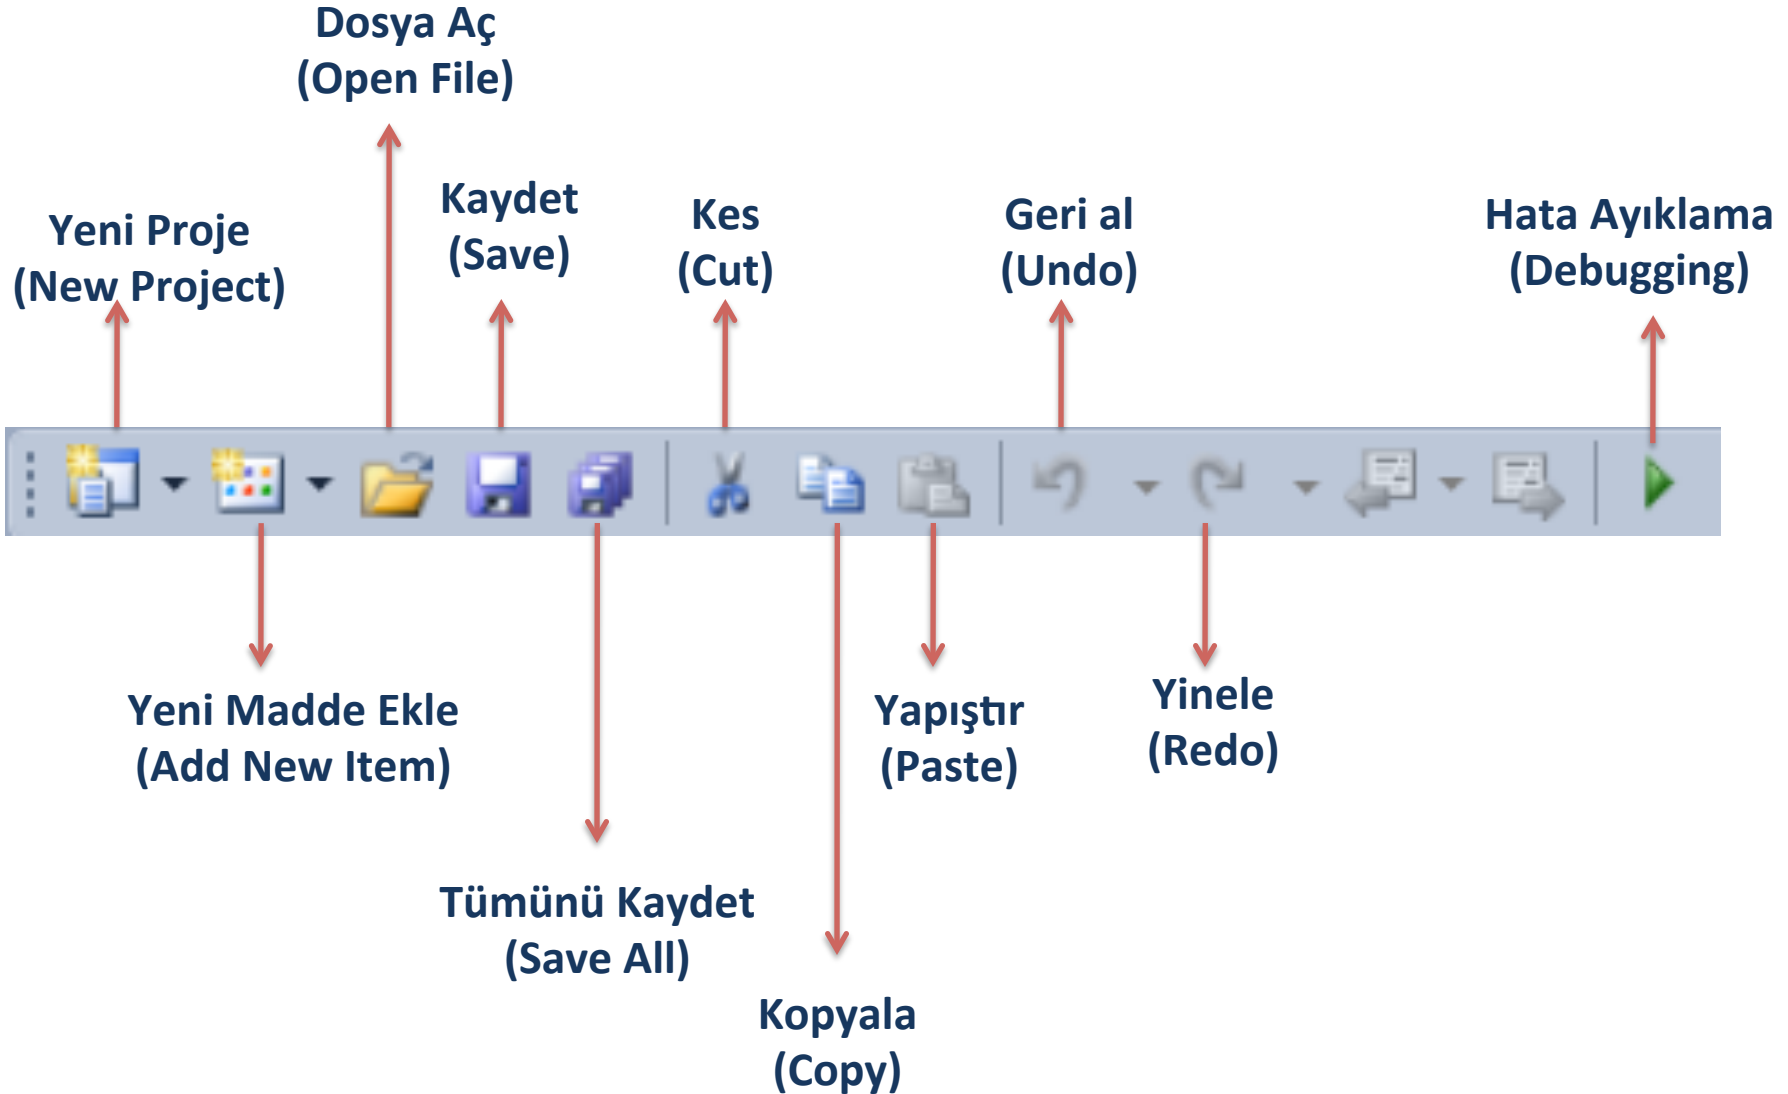 Dosya Aç
(Open File)
Kaydet
(Save)
Yeni Proje
(New Project)
Kes
(Cut)
Geri al
(Undo)
Hata Ayıklama
(Debugging)
Yeni Madde Ekle
(Add New Item)
Yapıştır
(Paste)
Yinele
(Redo)
Tümünü Kaydet
(Save All)
Kopyala
(Copy)